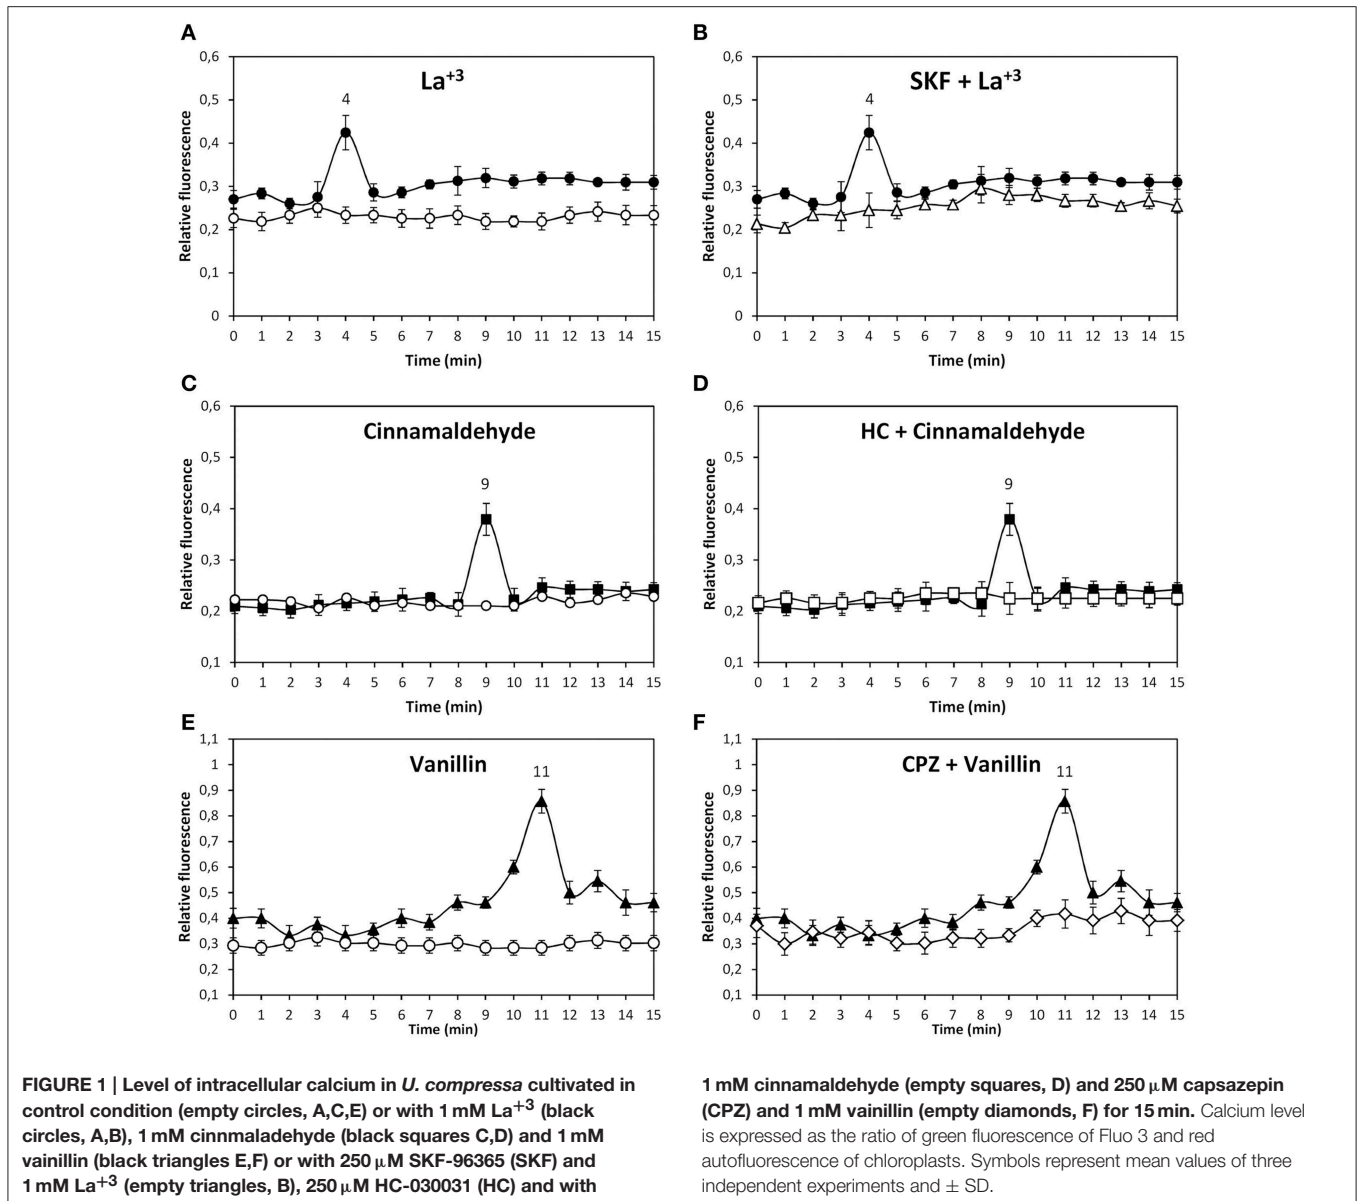 A
La+3
4
Relative fluorescence
0,6
0,5
0,4
0,3
0,2
0,1
0
0 1 2 3 4 5 6 7 8 9 10 11 12 13 14 15
Time (min)
B
SKF + La+3
4
Relative fluorescence
0,6
0,5
0,4
0,3
0,2
0,1
0
0 1 2 3 4 5 6 7 8 9 10 11 12 13 14 15
Time (min)
C
Cinnamaldehyde
9
Relative fluorescence
0,6
0,5
0,4
0,3
0,2
0,1
0 1 2 3 4 5 6 7 8 9 10 11 12 13 14 15
Time (min)
D
HC + Cinnamaldehyde
9
Relative fluorescence
0,6
0,5
0,4
0,3
0,2
0,1
0 1 2 3 4 5 6 7 8 9 10 11 12 13 14 15
Time (min)
E
Vanillin
11
Relative fluorescence
1,1
1
0,9
0,8
0,7
0,6
0,5
0,4
0,3
0,2
0,1
0 1 2 3 4 5 6 7 8 9 10 11 12 13 14 15
Time (min)
F
CPZ + Vanillin
11
Relative fluorescence
1,1
1
0,9
0,8
0,7
0,6
0,5
0,4
0,3
0,2
0,1
0 1 2 3 4 5 6 7 8 9 10 11 12 13 14 15
Time (min)
FIGURE 1 | Level of intracellular calcium in U. compressa cultivated in
control condition (empty circles, A,C,E) or with 1 mM La+3 (black
circles, A,B), 1 mM cinnmaladehyde (black squares C,D) and 1 mM
vainillin (black triangles E,F) or with 250 μM SKF-96365 (SKF) and
1 mM La+3 (empty triangles, B), 250 μM HC-030031 (HC) and with
1 mM cinnamaldehyde (empty squares, D) and 250 μM capsazepin
(CPZ) and 1 mM vainillin (empty diamonds, F) for 15 min. Calcium level
is expressed as the ratio of green fluorescence of Fluo 3 and red
autofluorescence of chloroplasts. Symbols represent mean values of three
independent experiments and ± SD.